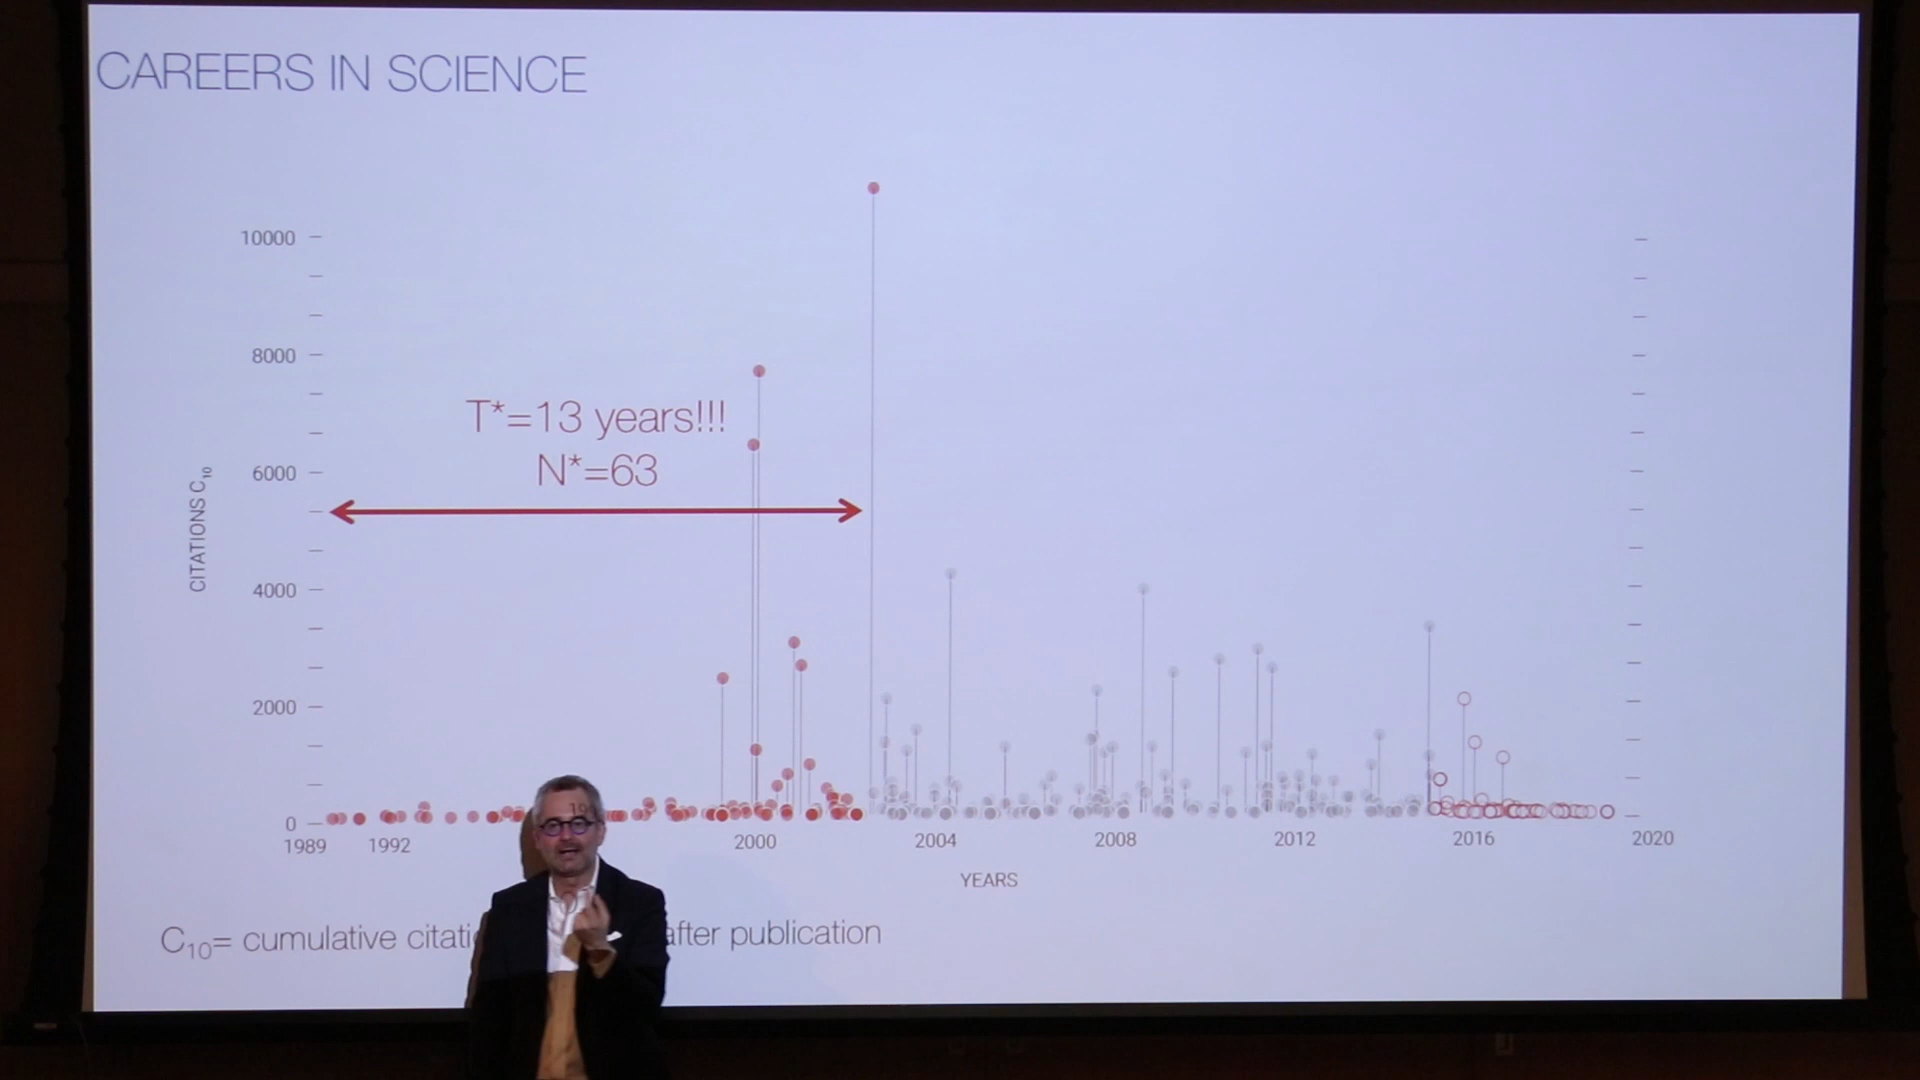 CAREERS IN SCIENCE
10000
8000
T*=13 years!!!
N*=63
6000
CITATIONS C10
4000
2000
0
1989 1992 19 2000 2004 2008 2012 2016 2020
YEARS
C10= cumulative after publication